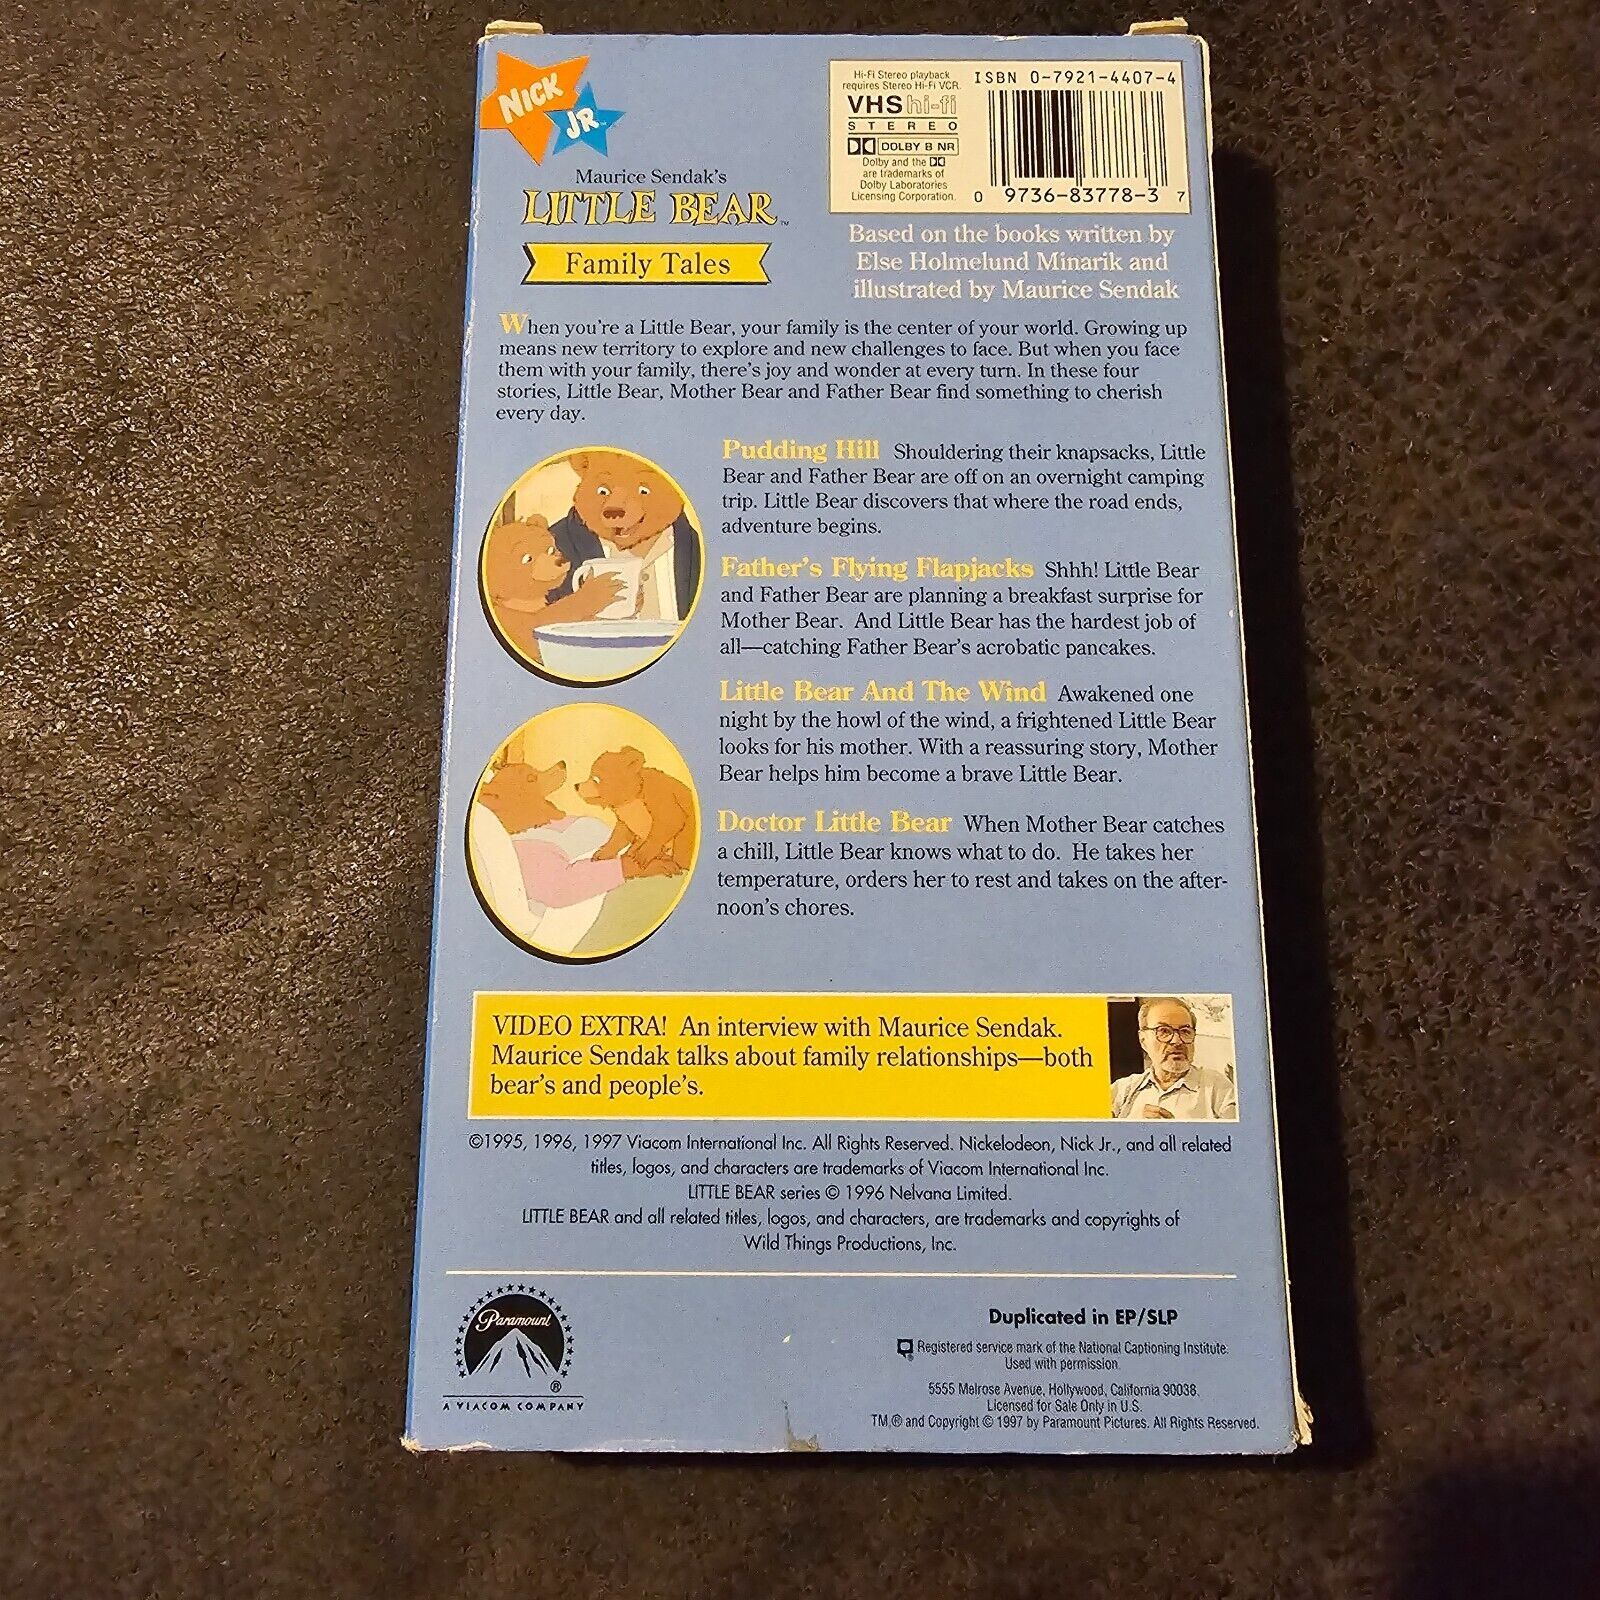 NICK
JR.™
Maurice Sendak's
LITTLE BEAR™
Family Tales
Hi-Fi Stereo playback
requires Stereo Hi-Fi VCR.
VHS hi-fi
STEREO
DOLBY B NR
Dolby and the
are trademarks of
Dolby Laboratories
Licensing Corporation.
ISBN 0-7921-4407-4
0 9736-83778-3 7
Based on the books written by
Else Holmelund Minarik and
illustrated by Maurice Sendak
When you're a Little Bear, your family is the center of your world. Growing up
means new territory to explore and new challenges to face. But when you face
them with your family, there's joy and wonder at every turn. In these four
stories, Little Bear, Mother Bear and Father Bear find something to cherish
every day.
Pudding Hill Shouldering their knapsacks, Little
Bear and Father Bear are off on an overnight camping
trip. Little Bear discovers that where the road ends,
adventure begins.
Father's Flying Flapjacks Shhh! Little Bear
and Father Bear are planning a breakfast surprise for
Mother Bear. And Little Bear has the hardest job of
all—catching Father Bear's acrobatic pancakes.
Little Bear And The Wind Awakened one
night by the howl of the wind, a frightened Little Bear
looks for his mother. With a reassuring story, Mother
Bear helps him become a brave Little Bear.
Doctor Little Bear When Mother Bear catches
a chill, Little Bear knows what to do. He takes her
temperature, orders her to rest and takes on the after-
noon's chores.
VIDEO EXTRA! An interview with Maurice Sendak.
Maurice Sendak talks about family relationships—both
bear's and people's.
©1995, 1996, 1997 Viacom International Inc. All Rights Reserved. Nickelodeon, Nick Jr., and all related
titles, logos, and characters are trademarks of Viacom International Inc.
LITTLE BEAR series © 1996 Nelvana Limited.
LITTLE BEAR and all related titles, logos, and characters, are trademarks and copyrights of
Wild Things Productions, Inc.
Paramount
®
A VIACOM COMPANY
Duplicated in EP/SLP
Registered service mark of the National Captioning Institute.
Used with permission.
5555 Melrose Avenue, Hollywood, California 90038.
Licensed for Sale Only in U.S.
TM,® and Copyright © 1997 by Paramount Pictures. All Rights Reserved.